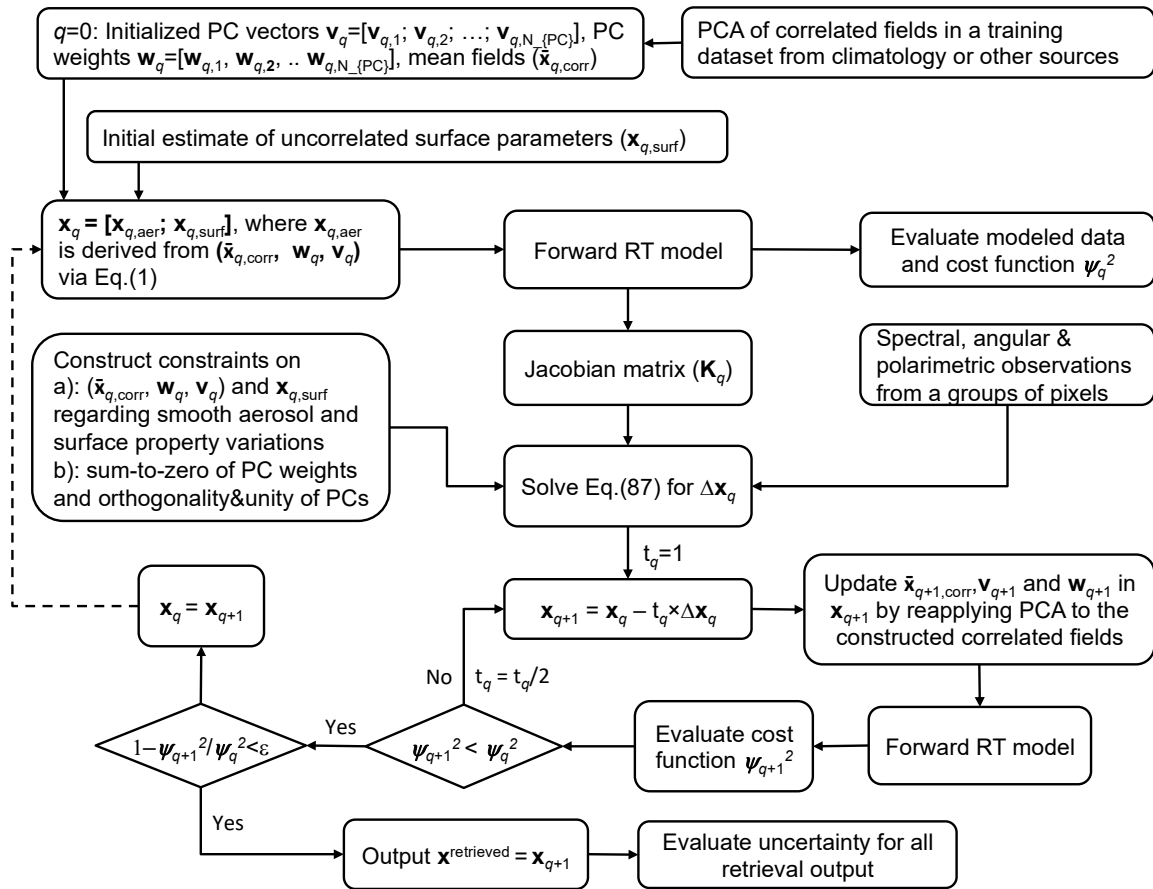 q=0: Initialized PC vectors v_q=[v_{q,1}; v_{q,2}; …; v_{q,N_{PC}}], PC
weights w_q=[w_{q,1}, w_{q,2}, .. w_{q,N_{PC}}], mean fields (x̄_{q,corr})
PCA of correlated fields in a training
dataset from climatology or other sources
Initial estimate of uncorrelated surface parameters (x_{q,surf})
x_q = [x_{q,aer}; x_{q,surf}], where x_{q,aer}
is derived from (x̄_{q,corr}, w_q, v_q)
via Eq.(1)
Forward RT model
Evaluate modeled data
and cost function ψ_q²
Jacobian matrix (K_q)
Spectral, angular &
polarimetric observations
from a groups of pixels
Construct constraints on
a): (x̄_{q,corr}, w_q, v_q) and x_{q,surf}
regarding smooth aerosol and
surface property variations
b): sum-to-zero of PC weights
and orthogonality&unity of PCs
Solve Eq.(87) for Δx_q
t_q=1
x_q = x_{q+1}
x_{q+1} = x_q – t_q×Δx_q
Update x̄_{q+1,corr},v_{q+1} and w_{q+1} in
x_{q+1} by reapplying PCA to the
constructed correlated fields
No
t_q = t_q/2
1–ψ_{q+1}²/ψ_q²<ε
Yes
ψ_{q+1}² < ψ_q²
Evaluate cost
function ψ_{q+1}²
Forward RT model
Yes
Output x^{retrieved} = x_{q+1}
Evaluate uncertainty for all
retrieval output